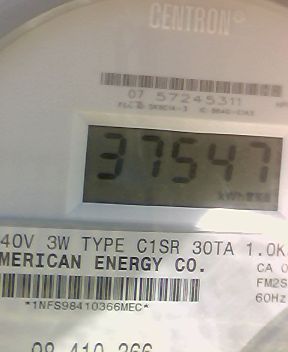 CENTRON®
07 57245311
37547
kWh
40V 3W TYPE C1SR 30TA 1.0K
MERICAN ENERGY CO.
CA 0
FM2S
60Hz
*1NFS98410366MEC*
98 410 366